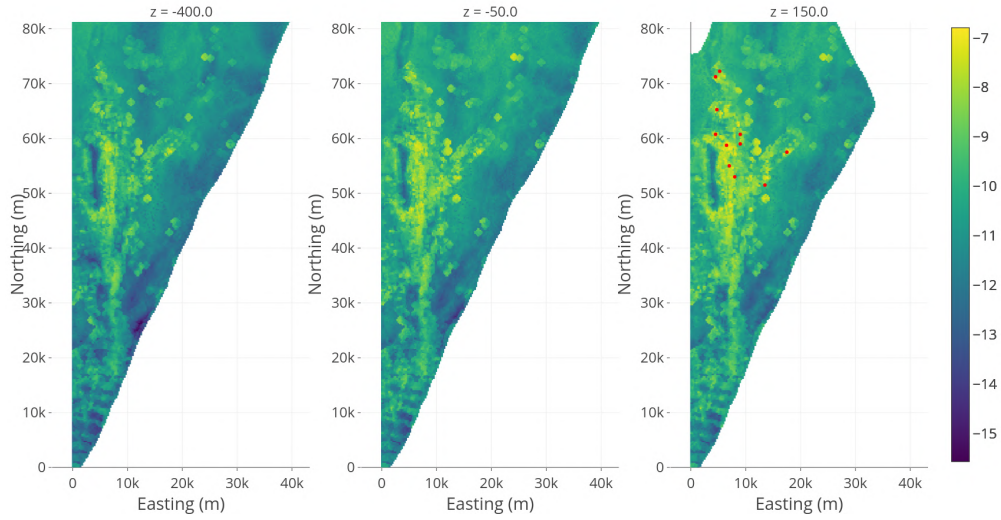 z = -400.0
z = -50.0
z = 150.0
80k
70k
60k
50k
40k
30k
20k
10k
0
Northing (m)
0
10k
20k
30k
40k
Easting (m)
80k
70k
60k
50k
40k
30k
20k
10k
0
Northing (m)
0
10k
20k
30k
40k
Easting (m)
80k
70k
60k
50k
40k
30k
20k
10k
0
Northing (m)
0
10k
20k
30k
40k
Easting (m)
−7
−8
−9
−10
−11
−12
−13
−14
−15